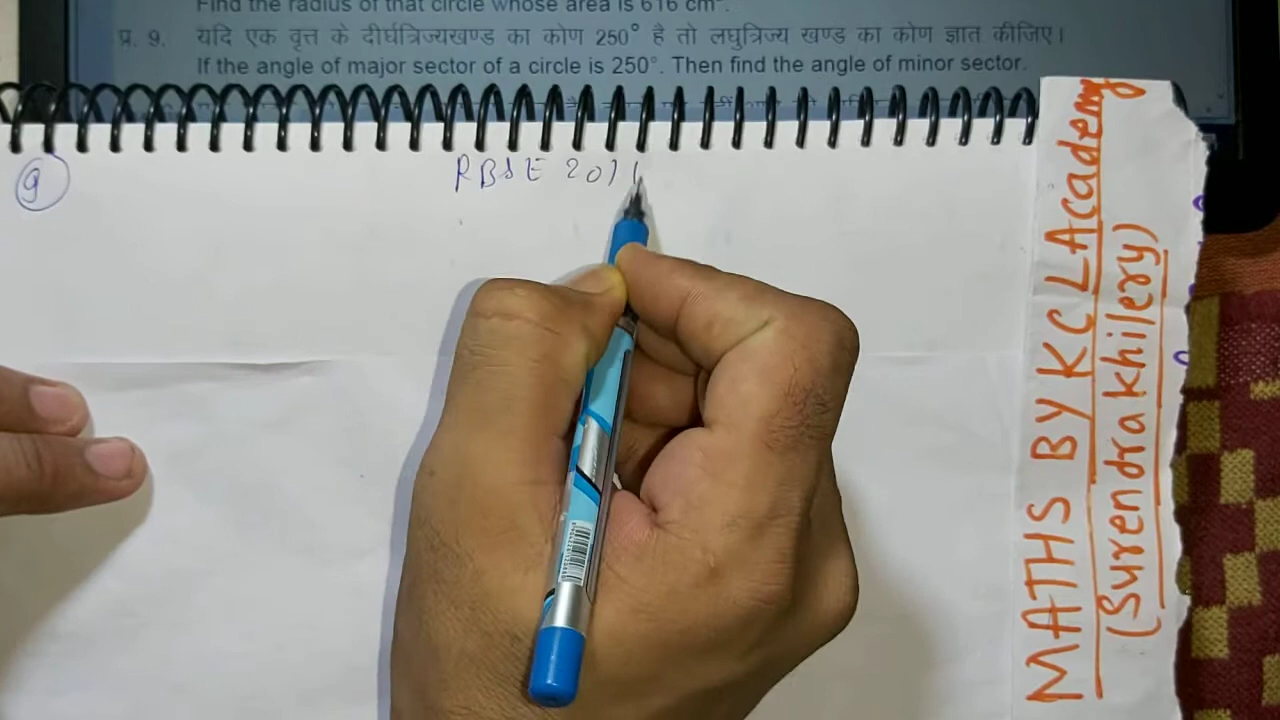 Find the radius of that circle whose area is 616 cm².
प्र. 9. यदि एक वृत्त के दीर्घत्रिज्यखण्ड का कोण 250° है तो लघुत्रिज्य खण्ड का कोण ज्ञात कीजिए।
If the angle of major sector of a circle is 250°. Then find the angle of minor sector.
9
RBSE 201
MATHS BY KCLAcademy
(Surendra khilery)